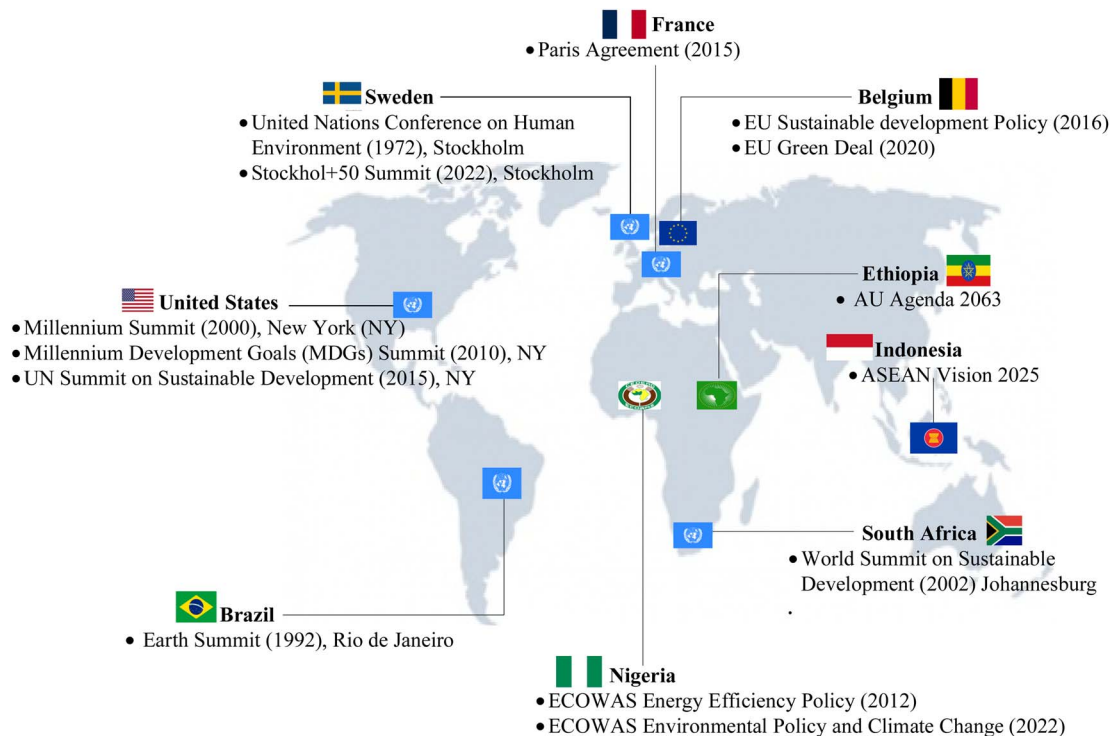 France
• Paris Agreement (2015)
Sweden
• United Nations Conference on Human
Environment (1972), Stockholm
• Stockhol+50 Summit (2022), Stockholm
Belgium
• EU Sustainable development Policy (2016)
• EU Green Deal (2020)
United States
• Millennium Summit (2000), New York (NY)
• Millennium Development Goals (MDGs) Summit (2010), NY
• UN Summit on Sustainable Development (2015), NY
Ethiopia
• AU Agenda 2063
Indonesia
• ASEAN Vision 2025
South Africa
• World Summit on Sustainable
Development (2002) Johannesburg
.
Brazil
• Earth Summit (1992), Rio de Janeiro
Nigeria
• ECOWAS Energy Efficiency Policy (2012)
• ECOWAS Environmental Policy and Climate Change (2022)